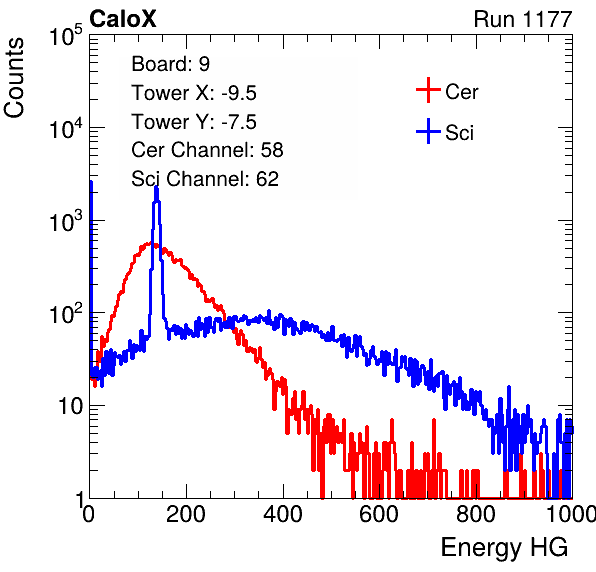 CaloX Run 1177
Counts
10^5
10^4
10^3
10^2
10
1
Board: 9
Tower X: -9.5
Tower Y: -7.5
Cer Channel: 58
Sci Channel: 62
Cer
Sci
0 200 400 600 800 1000
Energy HG